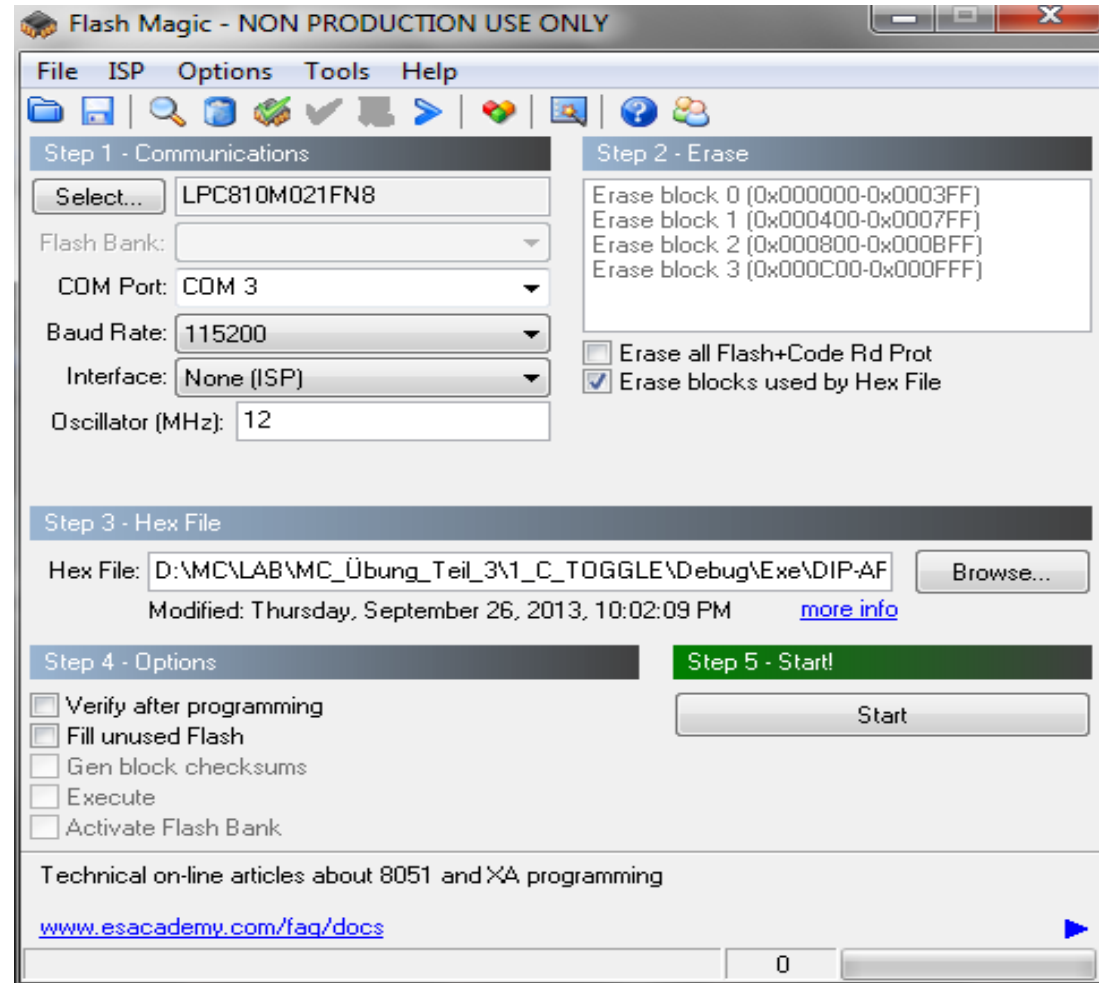 Flash Magic - NON PRODUCTION USE ONLY
File ISP Options Tools Help
Step 1 - Communications
Select... LPC810M021FN8
Flash Bank:
COM Port: COM 3
Baud Rate: 115200
Interface: None (ISP)
Oscillator (MHz): 12
Step 2 - Erase
Erase block 0 (0x000000-0x0003FF)
Erase block 1 (0x000400-0x0007FF)
Erase block 2 (0x000800-0x000BFF)
Erase block 3 (0x000C00-0x000FFF)
Erase all Flash+Code Rd Prot
Erase blocks used by Hex File
Step 3 - Hex File
Hex File: D:\MC\LAB\MC_Übung_Teil_3\1_C_TOGGLE\Debug\Exe\DIP-AF Browse...
Modified: Thursday, September 26, 2013, 10:02:09 PM more info
Step 4 - Options
Verify after programming
Fill unused Flash
Gen block checksums
Execute
Activate Flash Bank
Step 5 - Start!
Start
Technical on-line articles about 8051 and XA programming
www.esacademy.com/faq/docs
0